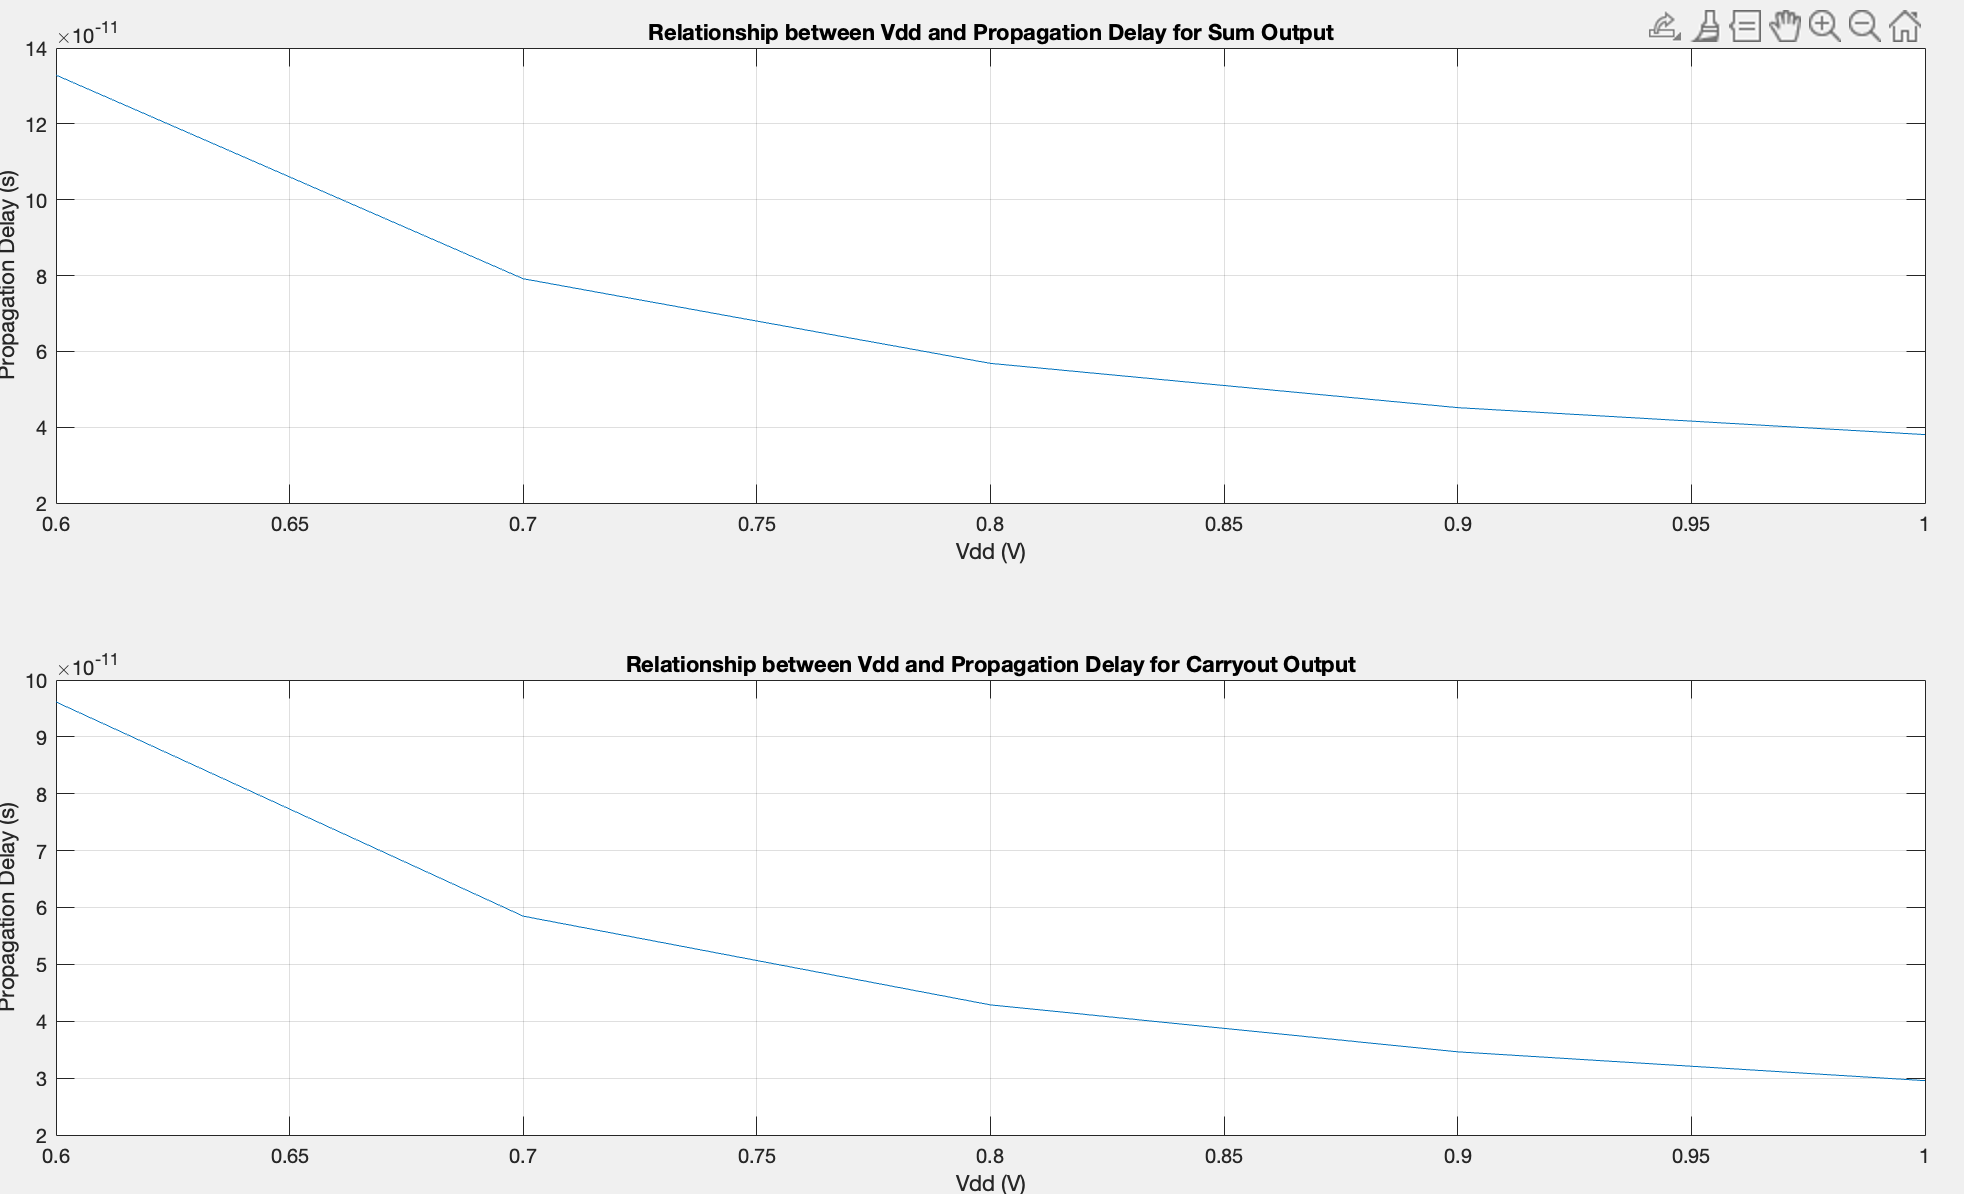 ×10-11
Relationship between Vdd and Propagation Delay for Sum Output
14
12
10
8
6
4
2
Propagation Delay (s)
0.6 0.65 0.7 0.75 0.8 0.85 0.9 0.95 1
Vdd (V)
×10-11
Relationship between Vdd and Propagation Delay for Carryout Output
10
9
8
7
6
5
4
3
2
Propagation Delay (s)
0.6 0.65 0.7 0.75 0.8 0.85 0.9 0.95 1
Vdd (V)